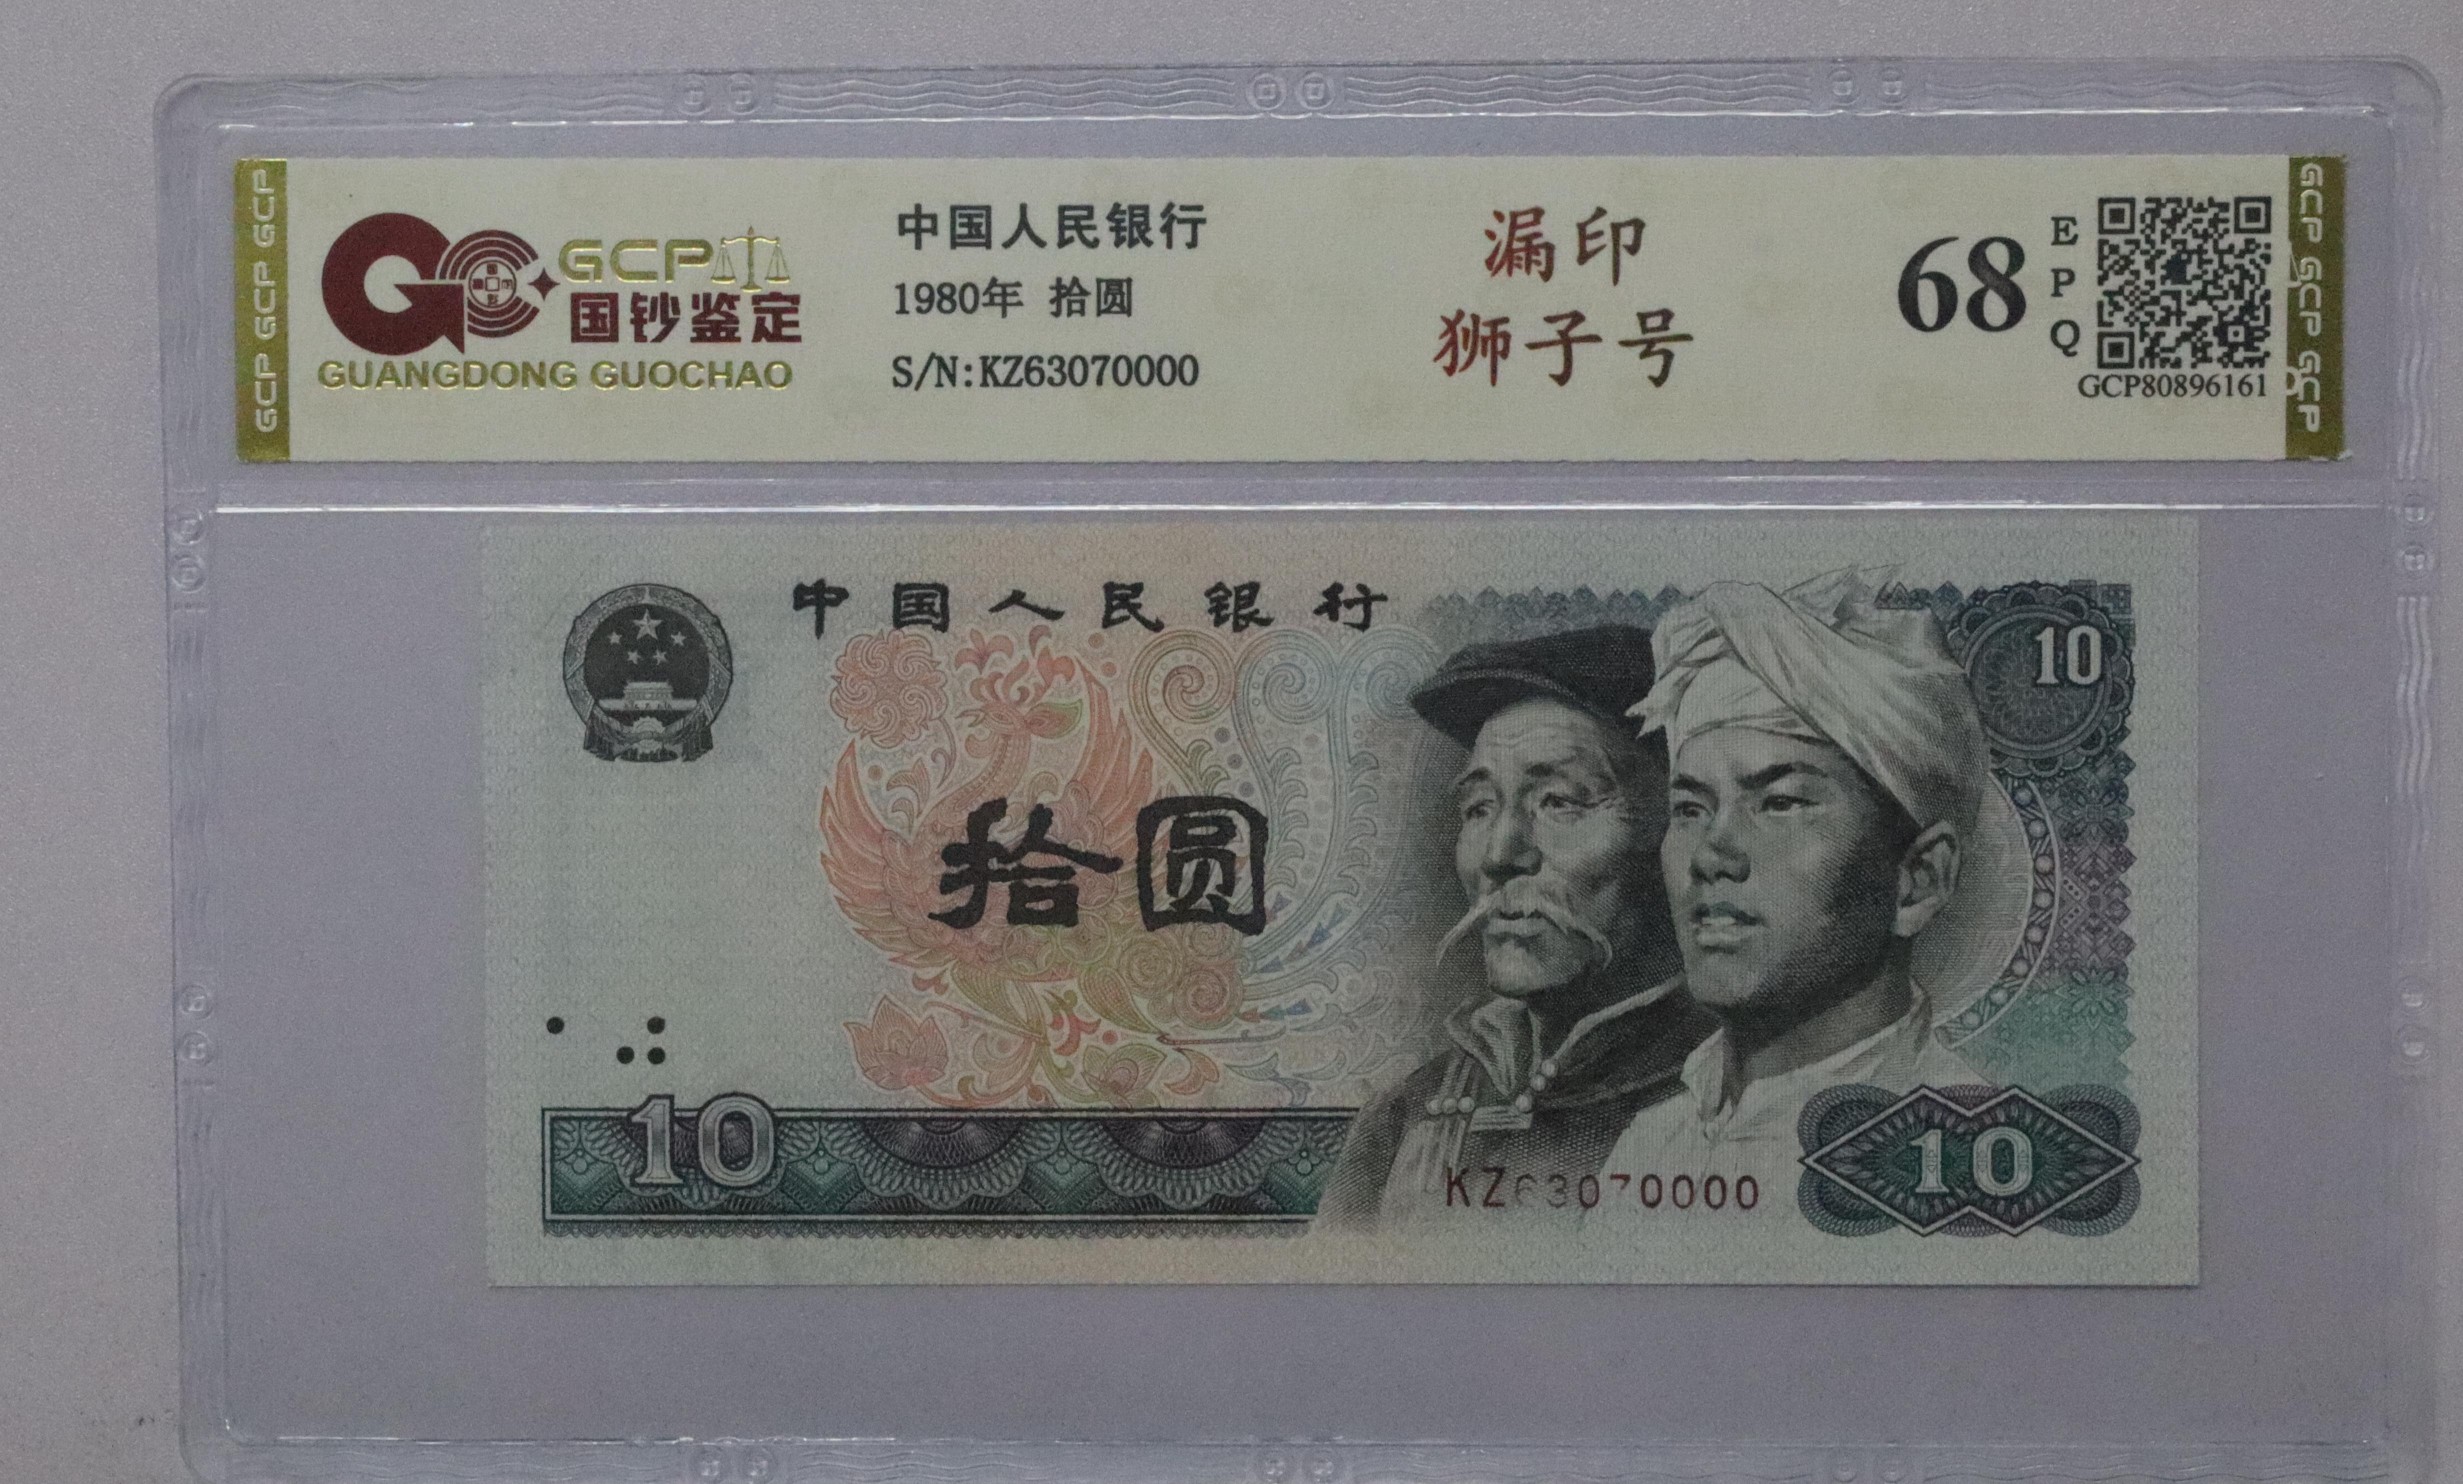 GCP GCP GCP
GCP
国钞鉴定
GUANGDONG GUOCHAO
中国人民银行
1980年 拾圆
S/N:KZ63070000
漏印
狮子号
68
E
P
Q
GCP80896161
GCP GCP GCP
中国人民银行
10
拾圆
10
KZ63070000
10